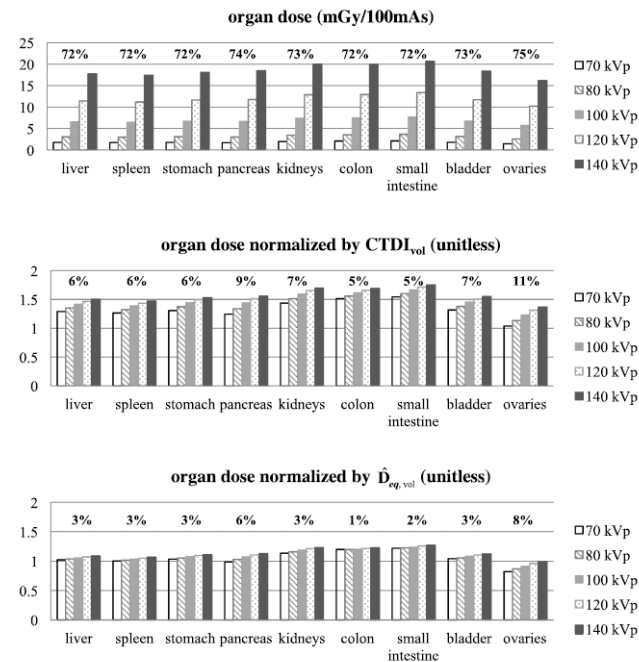 organ dose (mGy/100mAs)
25
20
15
10
5
0
72% 72% 72% 74% 73% 72% 72% 73% 75%
liver spleen stomach pancreas kidneys colon small intestine bladder ovaries
70 kVp
80 kVp
100 kVp
120 kVp
140 kVp
organ dose normalized by CTDIvol (unitless)
2
1.5
1
0.5
0
6% 6% 6% 9% 7% 5% 5% 7% 11%
liver spleen stomach pancreas kidneys colon small intestine bladder ovaries
70 kVp
80 kVp
100 kVp
120 kVp
140 kVp
organ dose normalized by D̂eq, vol (unitless)
2
1.5
1
0.5
0
3% 3% 3% 6% 3% 1% 2% 3% 8%
liver spleen stomach pancreas kidneys colon small intestine bladder ovaries
70 kVp
80 kVp
100 kVp
120 kVp
140 kVp